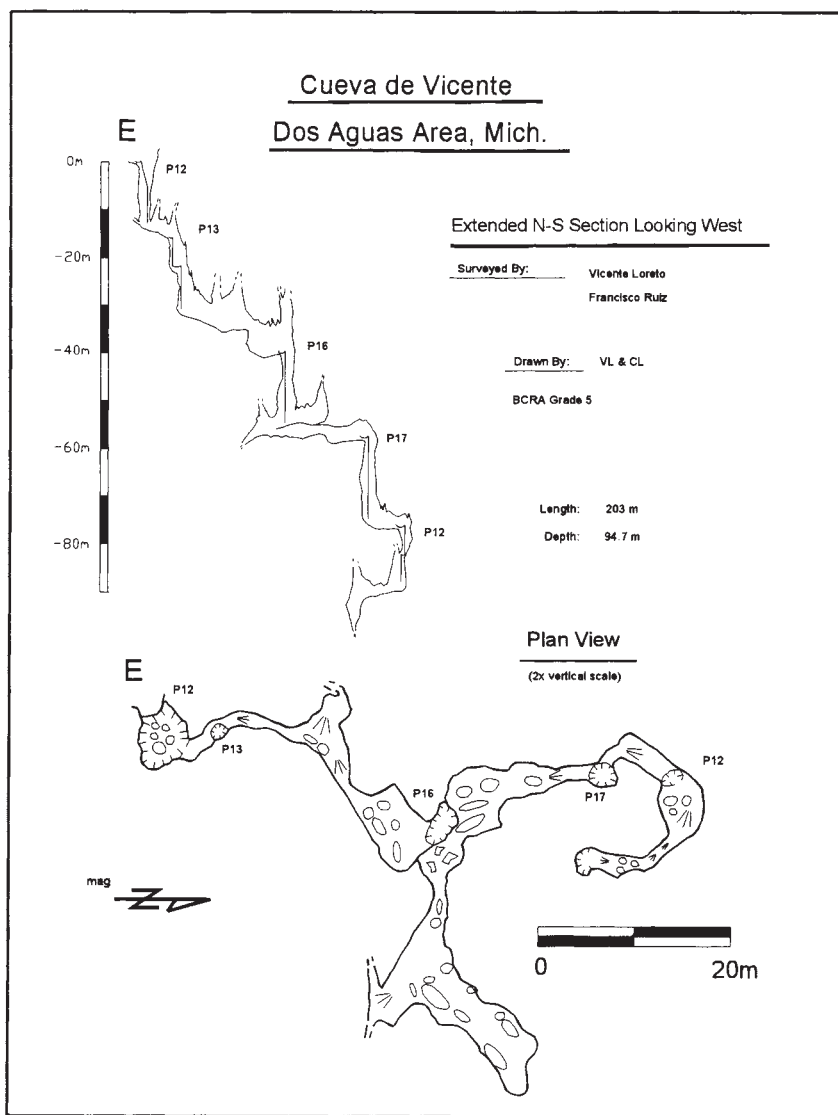 Cueva de Vicente
Dos Aguas Area, Mich.
E
0m
P12
P13
-20m
Extended N-S Section Looking West
Surveyed By: Vicente Loreto
Francisco Ruiz
-40m
P16
Drawn By: VL & CL
BCRA Grade 5
P17
-60m
Length: 203 m
Depth: 94.7 m
P12
-80m
Plan View
(2x vertical scale)
E
P12
P13
P16
P17
P12
mag
N
0 20m